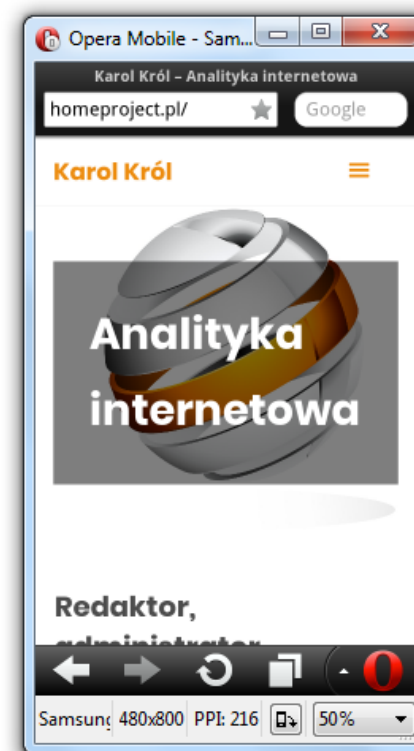 Opera Mobile - Sam...
Karol Król – Analityka internetowa
homeproject.pl/
Google
Karol Król
Analityka
internetowa
Redaktor,
administrator
Samsung 480x800 PPI: 216 50%